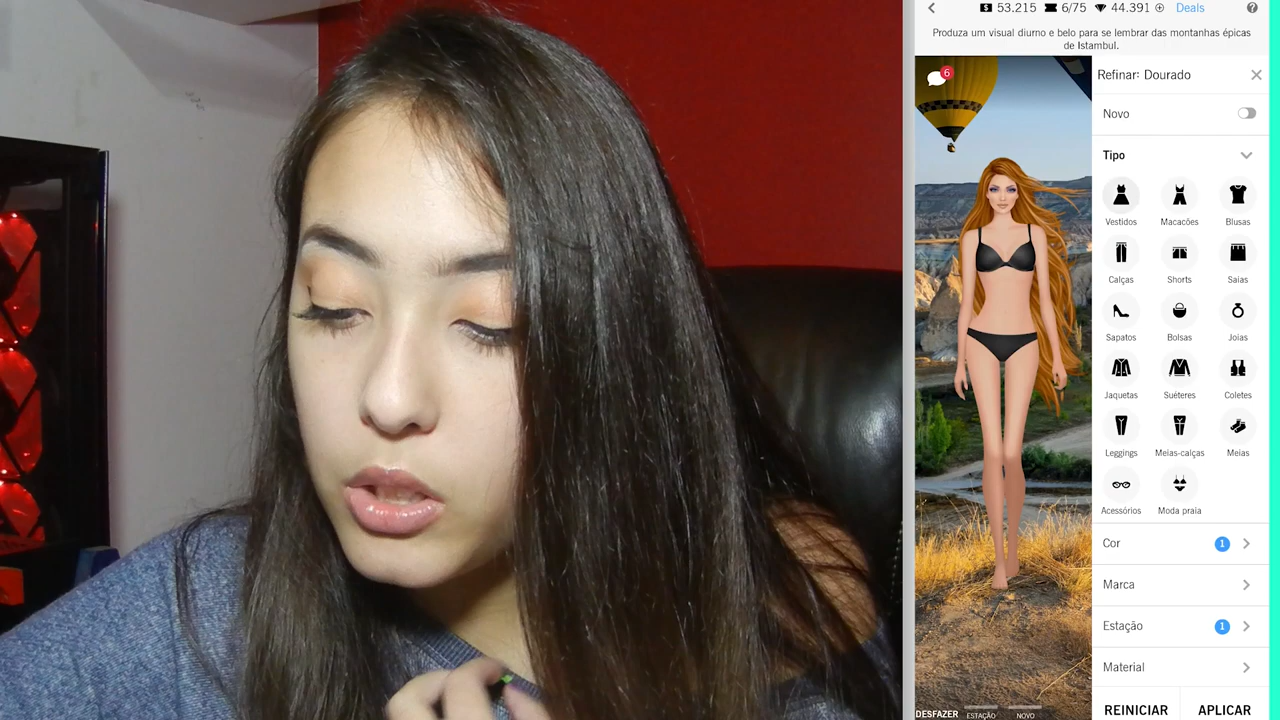 53.215 6/75 44.391 Deals ?
Produza um visual diurno e belo para se lembrar das montanhas épicas
de Istambul.
6
Refinar: Dourado
Novo
Tipo
Vestidos Macacões Blusas
Calças Shorts Saias
Sapatos Bolsas Joias
Jaquetas Suéteres Coletes
Leggings Meias-calças Meias
Acessórios Moda praia
Cor 1
Marca
Estação 1
Material
DESFAZER ESTAÇÃO NOVO
REINICIAR APLICAR